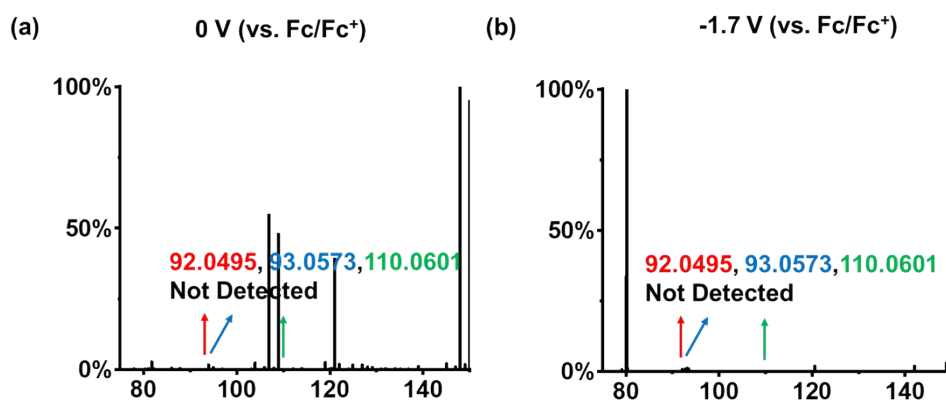 (a) 0 V (vs. Fc/Fc⁺)
100%
50%
0%
92.0495, 93.0573,110.0601
Not Detected
80 100 120 140
(b) -1.7 V (vs. Fc/Fc⁺)
100%
50%
0%
92.0495, 93.0573,110.0601
Not Detected
80 100 120 140